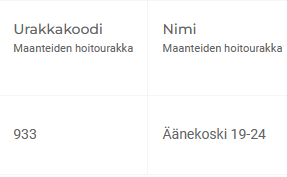 Urakkakoodi
Maanteiden hoitourakka
Nimi
Maanteiden hoitourakka
933
Äänekoski 19-24